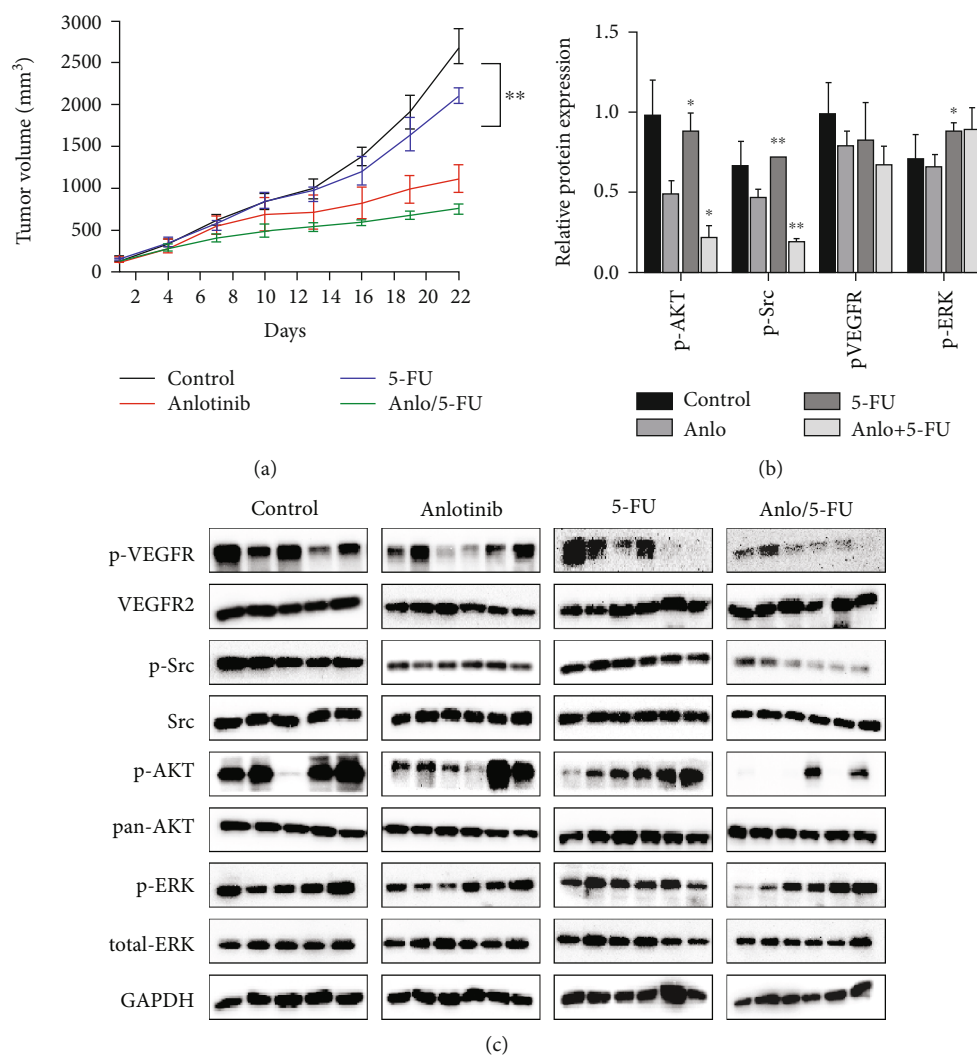 3000
2500
2000
1500
1000
500
0
Tumor volume (mm³)
2 4 6 8 10 12 14 16 18 20 22
Days
**
Control
5-FU
Anlotinib
Anlo/5-FU
(a)
1.5
1.0
0.5
0.0
Relative protein expression
* * ** ** *
p-AKT
p-Src
pVEGFR
p-ERK
Control
5-FU
Anlo
Anlo+5-FU
(b)
Control Anlotinib 5-FU Anlo/5-FU
p-VEGFR
VEGFR2
p-Src
Src
p-AKT
pan-AKT
p-ERK
total-ERK
GAPDH
(c)